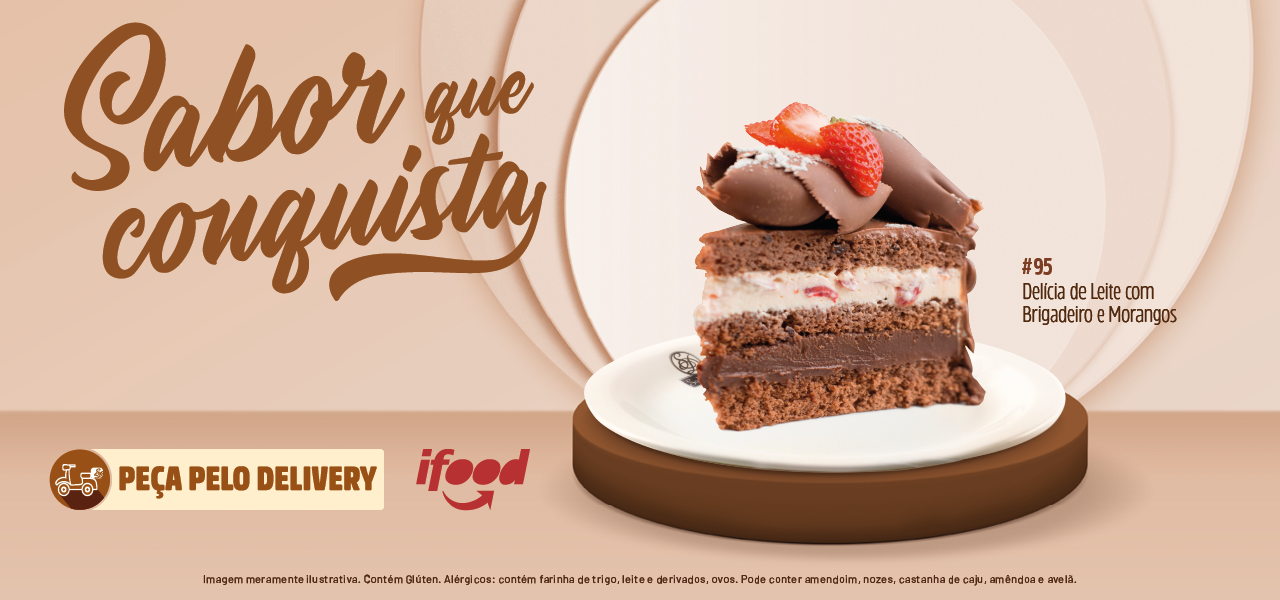 Sabor que
conquista
#95
Delícia de Leite com
Brigadeiro e Morangos
PEÇA PELO DELIVERY
ifood
Imagem meramente ilustrativa. Contém Glúten. Alérgicos: contém farinha de trigo, leite e derivados, ovos. Pode conter amendoim, nozes, castanha de caju, amêndoa e avelã.